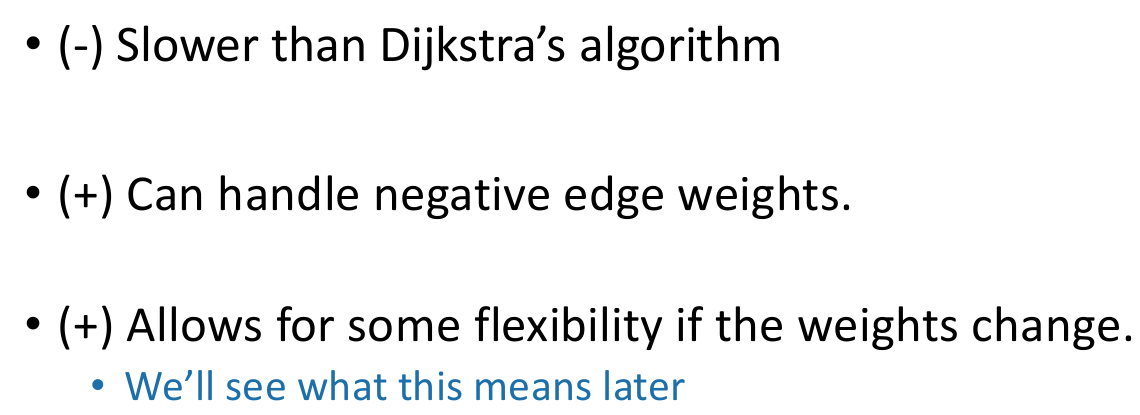 • (-) Slower than Dijkstra’s algorithm
• (+) Can handle negative edge weights.
• (+) Allows for some flexibility if the weights change.
• We’ll see what this means later